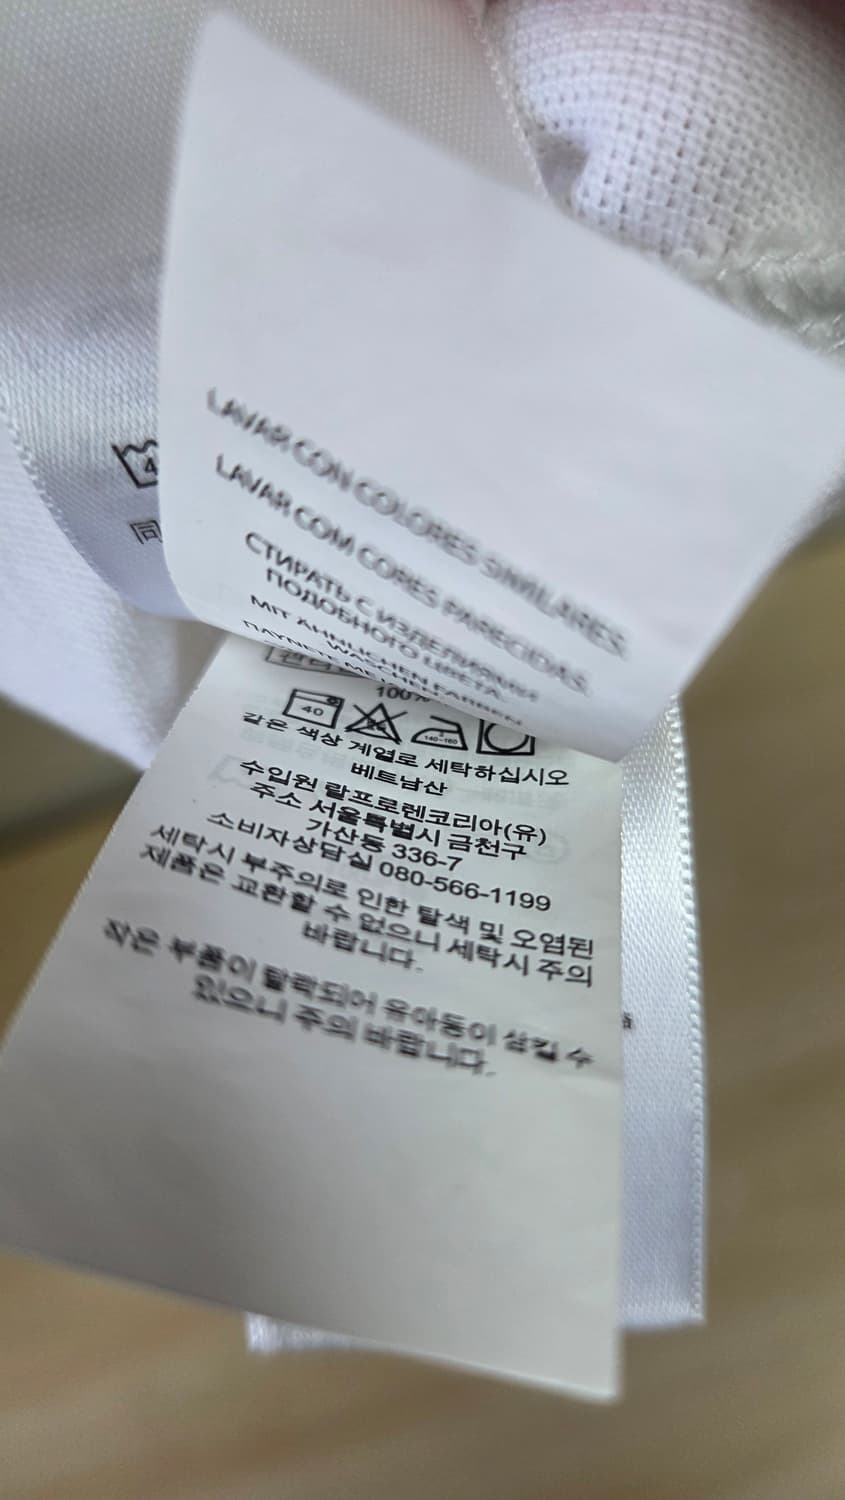 LAVAR CON COLORES SIMILARES
LAVAR COM CORES PARECIDAS
СТИРАТЬ С ИЗДЕЛИЯМИ
ПОДОБНОГО ЦВЕТА
MIT ÄHNLICHEN FARBEN
WASCHEN
4
同
100%
40
140~160
같은 색상 계열로 세탁하십시오
베트남산
수입원 랄프로렌코리아(유)
주소 서울특별시 금천구
가산동 336-7
소비자상담실 080-566-1199
세탁시 부주의로 인한 탈색 및 오염된
제품은 교환할 수 없으니 세탁시 주의
바랍니다.
작은 부품이 탈락되어 유아동이 삼킬 수
있으니 주의 바랍니다.